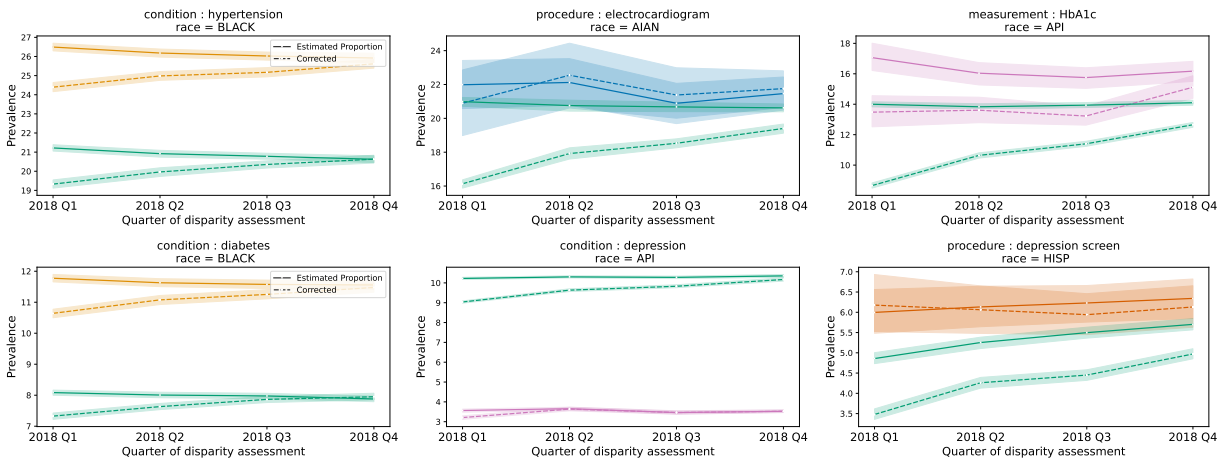 condition : hypertension
race = BLACK
Prevalence
27
26
25
24
23
22
21
20
19
Estimated Proportion
Corrected
2018 Q1
2018 Q2
2018 Q3
2018 Q4
Quarter of disparity assessment
procedure : electrocardiogram
race = AIAN
Prevalence
24
22
20
18
16
2018 Q1
2018 Q2
2018 Q3
2018 Q4
Quarter of disparity assessment
measurement : HbA1c
race = API
Prevalence
18
16
14
12
10
2018 Q1
2018 Q2
2018 Q3
2018 Q4
Quarter of disparity assessment
condition : diabetes
race = BLACK
Prevalence
12
11
10
9
8
7
Estimated Proportion
Corrected
2018 Q1
2018 Q2
2018 Q3
2018 Q4
Quarter of disparity assessment
condition : depression
race = API
Prevalence
10
9
8
7
6
5
4
3
2018 Q1
2018 Q2
2018 Q3
2018 Q4
Quarter of disparity assessment
procedure : depression screen
race = HISP
Prevalence
7.0
6.5
6.0
5.5
5.0
4.5
4.0
3.5
2018 Q1
2018 Q2
2018 Q3
2018 Q4
Quarter of disparity assessment